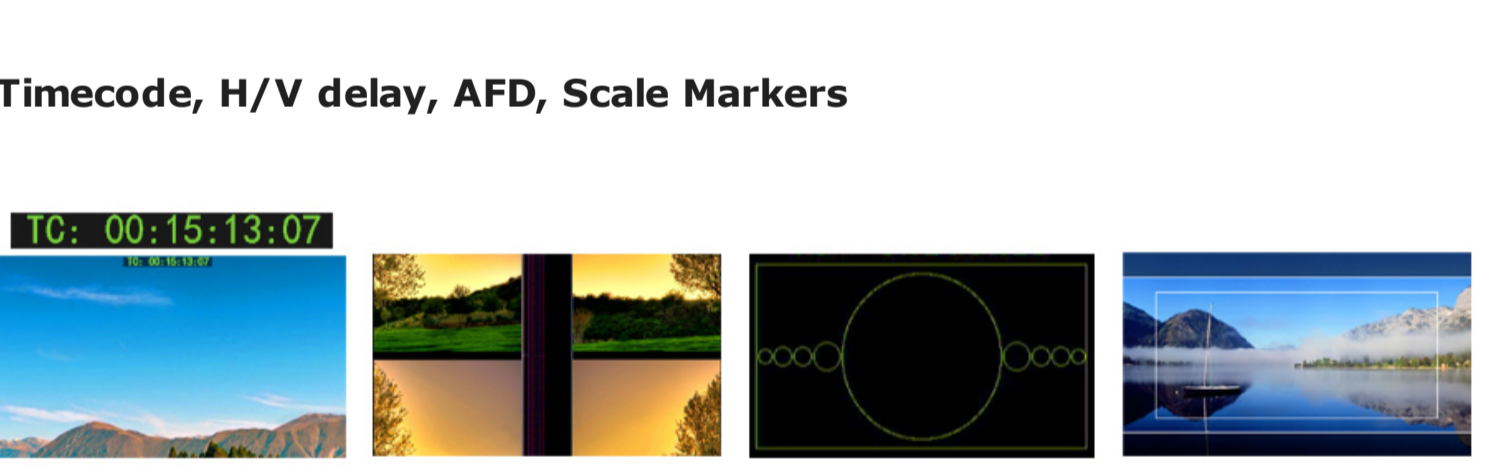 Timecode, H/V delay, AFD, Scale Markers
TC: 00:15:13:07
TC: 00:15:13:07